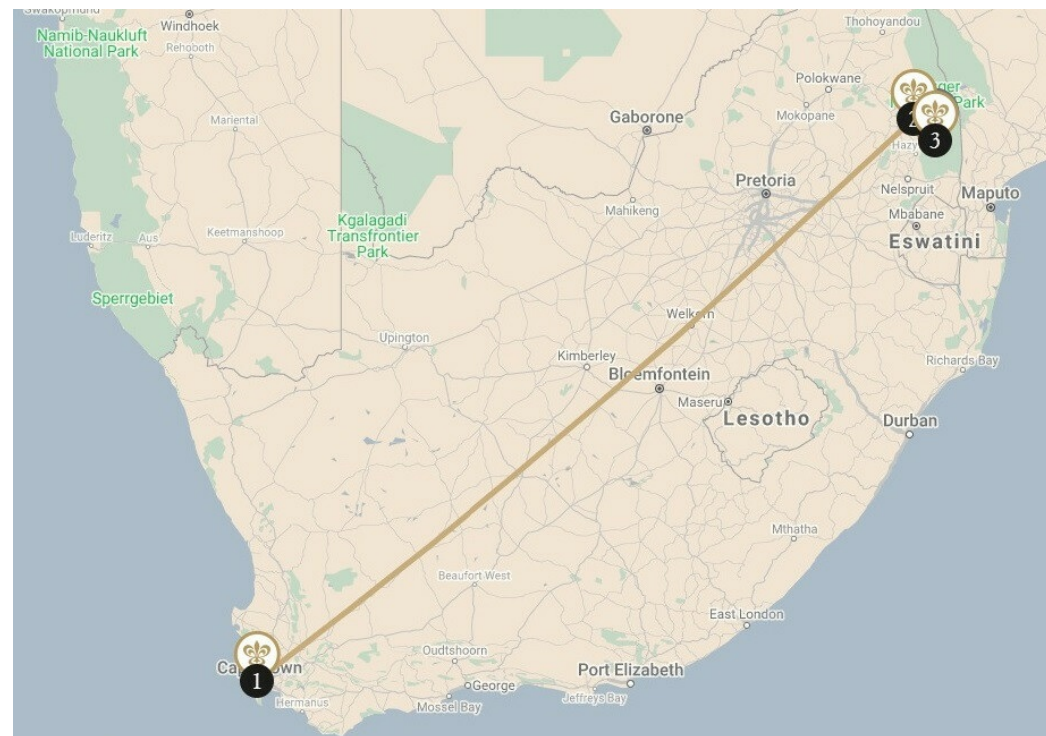 Swakopmund
Windhoek
Thohoyandou
Namib-Naukluft
National Park
Rehoboth
Polokwane
Park
Mokopane
Gaborone
Mariental
2
3
Pretoria
Nelspruit
Maputo
Mahikeng
Mbabane
Kgalagadi
Transfrontier
Park
Luderitz
Aus
Keetmanshoop
Eswatini
Sperrgebiet
Welkom
Upington
Kimberley
Richards Bay
Bloemfontein
Maseru
Lesotho
Durban
Mthatha
Beaufort West
East London
Oudtshoorn
Port Elizabeth
1
George
Jeffreys Bay
Hermanus
Mossel Bay